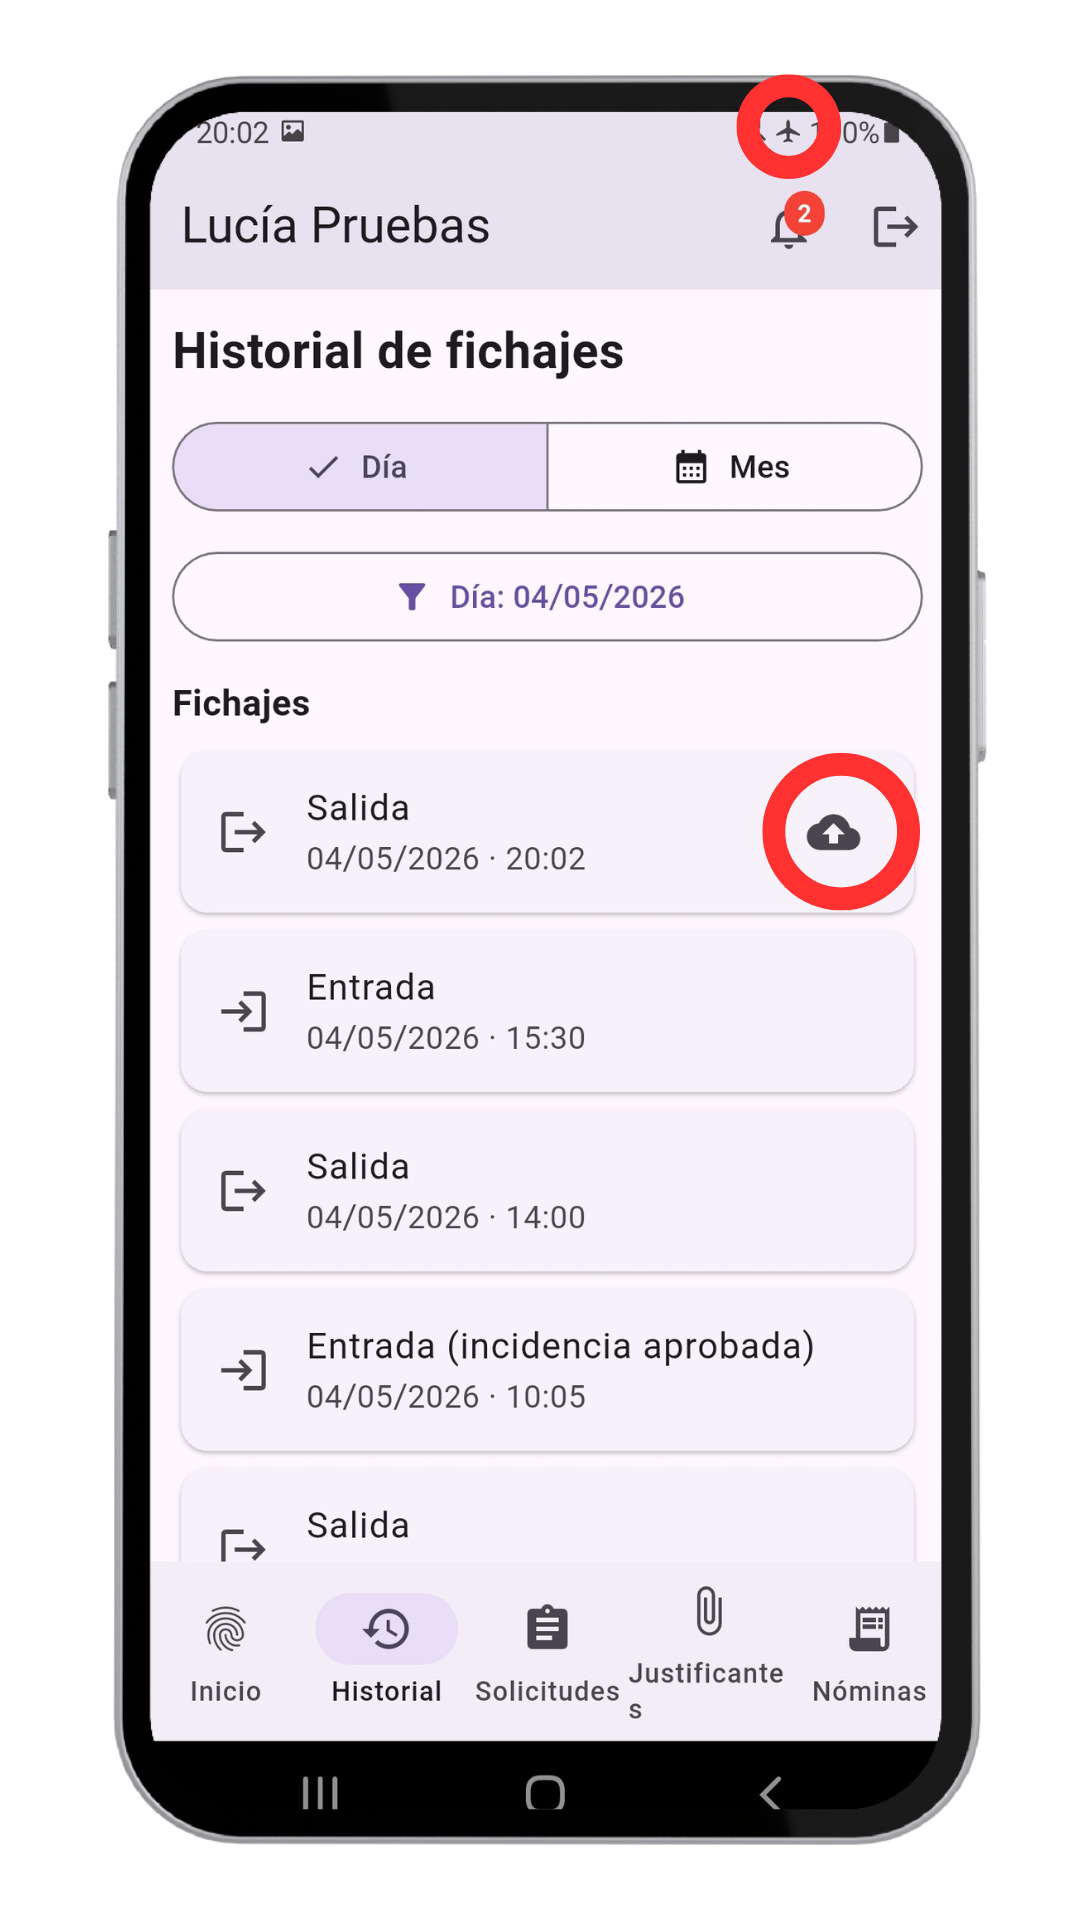 20:02
Lucía Pruebas
2
Historial de fichajes
Día
Mes
Día: 04/05/2026
Fichajes
Salida
04/05/2026 · 20:02
Entrada
04/05/2026 · 15:30
Salida
04/05/2026 · 14:00
Entrada (incidencia aprobada)
04/05/2026 · 10:05
Salida
Inicio
Historial
Solicitudes
Justificante
s
Nóminas